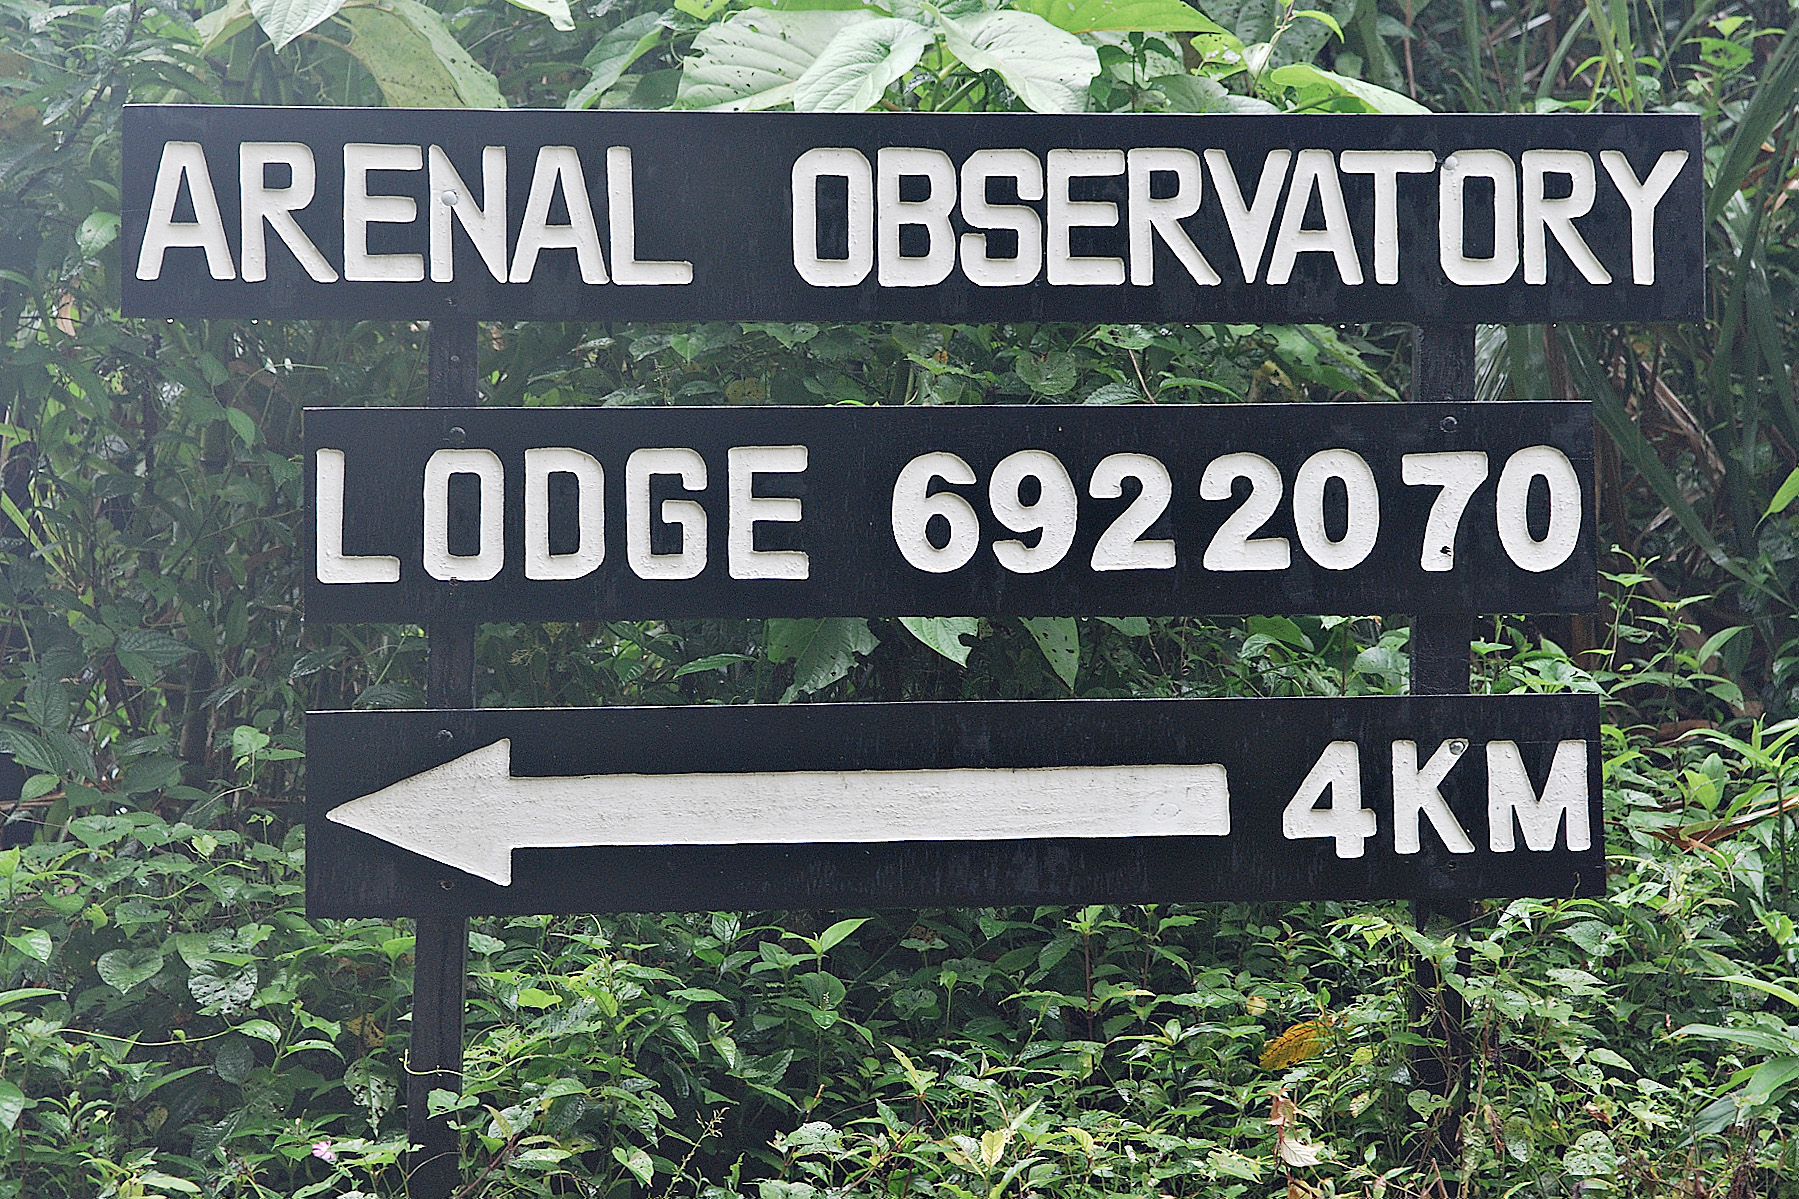 ARENAL OBSERVATORY
LODGE 6922070
4KM